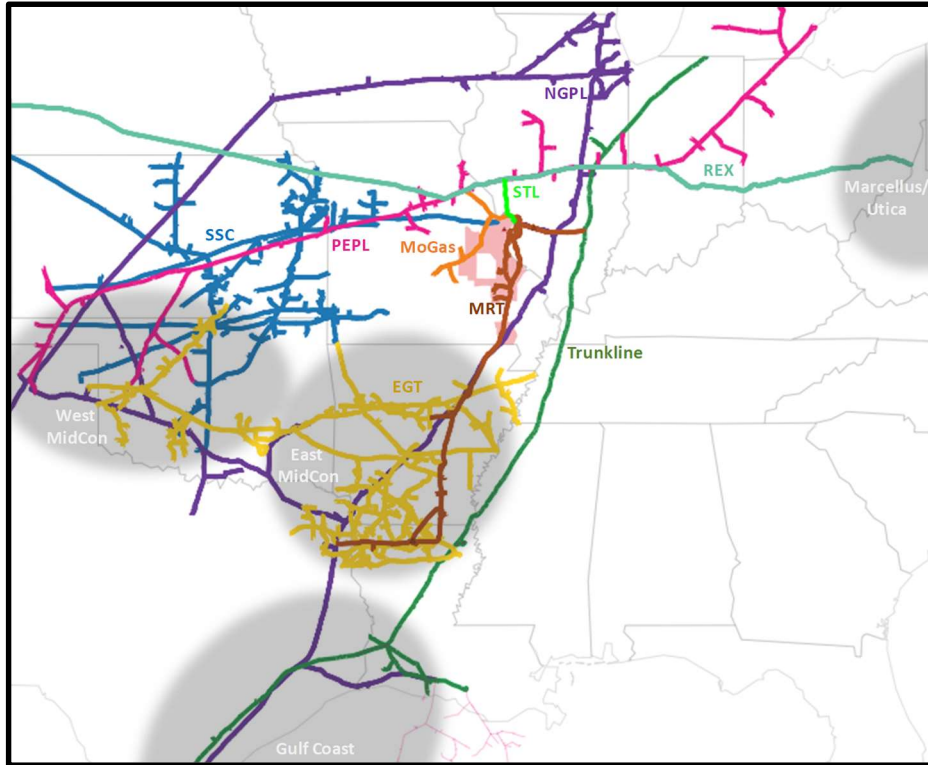 NGPL
REX
Marcellus/
Utica
STL
SSC
PEPL
MoGas
MRT
Trunkline
EGT
West
MidCon
East
MidCon
Gulf Coast